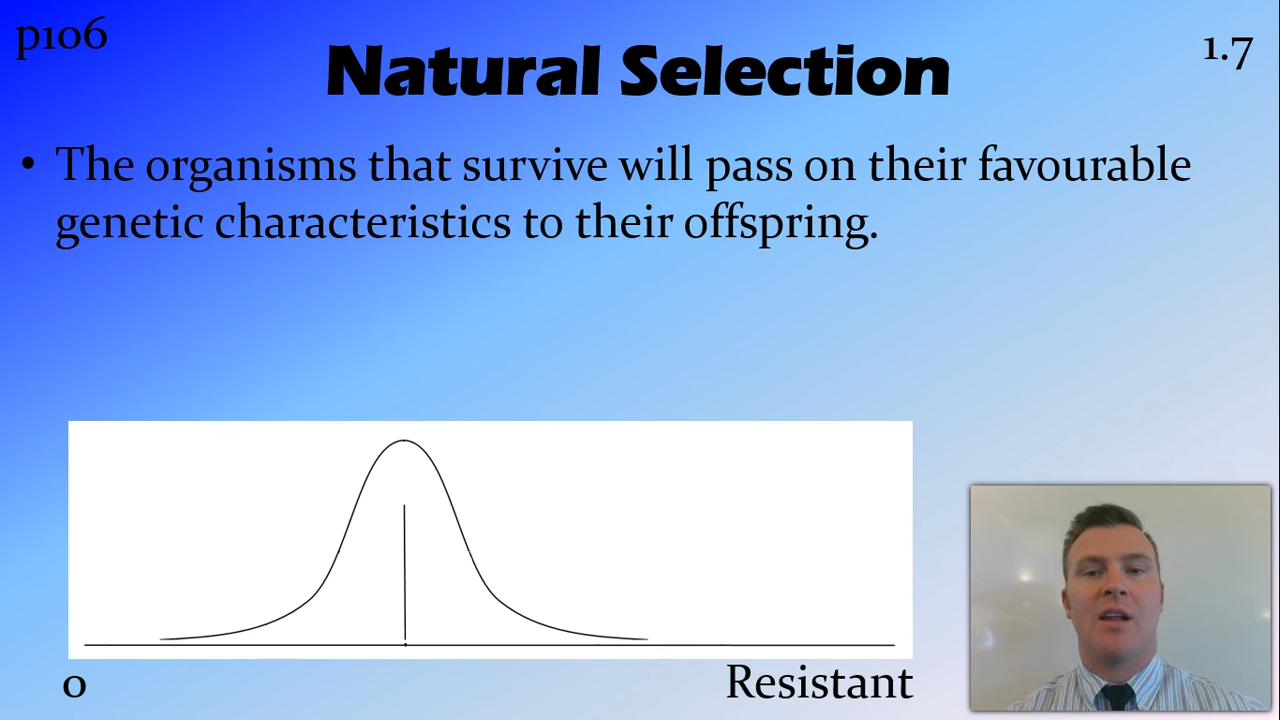 p106
1.7
Natural Selection
• The organisms that survive will pass on their favourable
genetic characteristics to their offspring.
0
Resistant